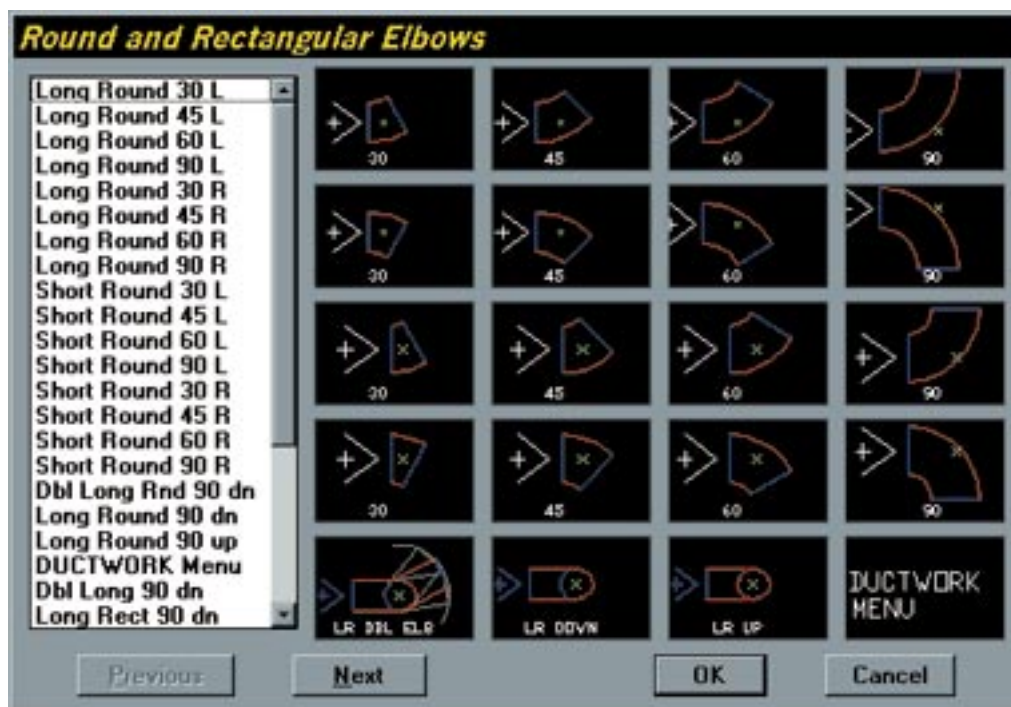 Round and Rectangular Elbows
Long Round 30 L
Long Round 45 L
Long Round 60 L
Long Round 90 L
Long Round 30 R
Long Round 45 R
Long Round 60 R
Long Round 90 R
Short Round 30 L
Short Round 45 L
Short Round 60 L
Short Round 90 L
Short Round 30 R
Short Round 45 R
Short Round 60 R
Short Round 90 R
Dbl Long Rnd 90 dn
Long Round 90 dn
Long Round 90 up
DUCTWORK Menu
Dbl Long 90 dn
Long Rect 90 dn
30 45 60 90
30 45 60 90
30 45 60 90
30 45 60 90
LR DBL ELB LR DOWN LR UP
DUCTWORK
MENU
Previous Next OK Cancel